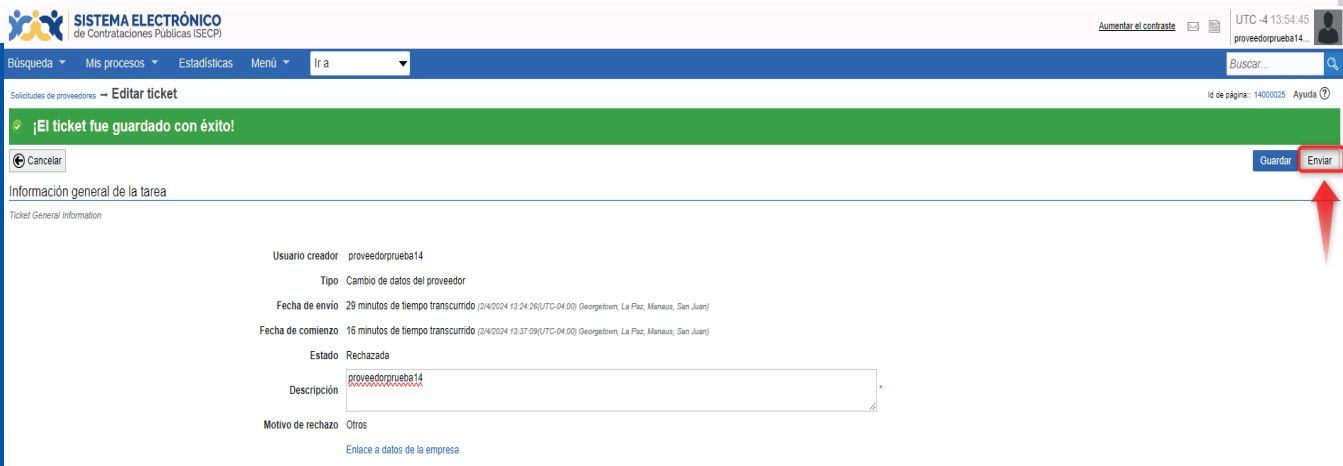 SISTEMA ELECTRÓNICO
de Contrataciones Públicas (SECP)
Aumentar el contraste
UTC -4 13:54:45
proveedorprueba14...
Búsqueda Mis procesos Estadísticas Menú Ir a Buscar...
Solicitudes de proveedores → Editar ticket
Id de página:: 14000025 Ayuda ?
¡El ticket fue guardado con éxito!
Cancelar Guardar Enviar
Información general de la tarea
Ticket General Information
Usuario creador proveedorprueba14
Tipo Cambio de datos del proveedor
Fecha de envío 29 minutos de tiempo transcurrido (2/4/2024 13:24:26(UTC-04:00) Georgetown, La Paz, Manaus, San Juan)
Fecha de comienzo 16 minutos de tiempo transcurrido (2/4/2024 13:37:09(UTC-04:00) Georgetown, La Paz, Manaus, San Juan)
Estado Rechazada
Descripción proveedorprueba14 *
Motivo de rechazo Otros
Enlace a datos de la empresa